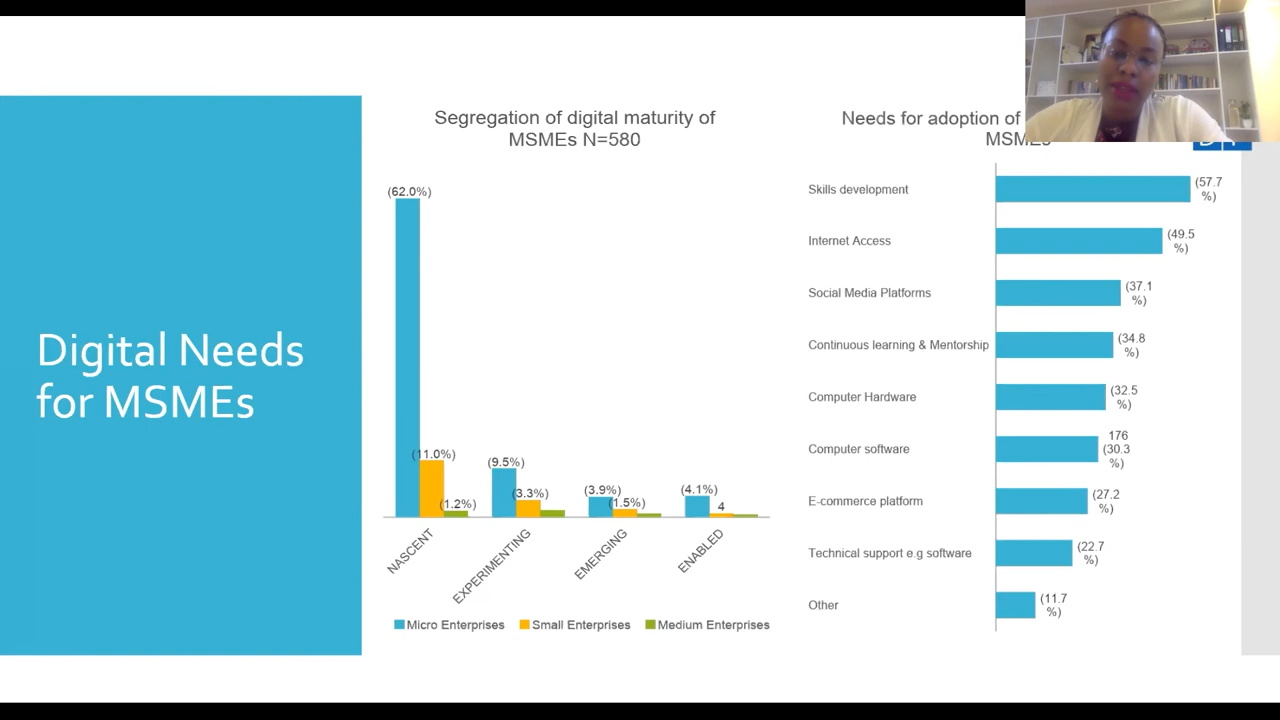 Digital Needs
for MSMEs
Segregation of digital maturity of
MSMEs N=580
(62.0%)
(11.0%)
(1.2%)
(9.5%)
(3.3%)
(3.9%)
(1.5%)
(4.1%)
4
NASCENT
EXPERIMENTING
EMERGING
ENABLED
Micro Enterprises
Small Enterprises
Medium Enterprises
Needs for adoption of
MSMEs
Skills development
(57.7
%)
Internet Access
(49.5
%)
Social Media Platforms
(37.1
%)
Continuous learning & Mentorship
(34.8
%)
Computer Hardware
(32.5
%)
Computer software
176
(30.3
%)
E-commerce platform
(27.2
%)
Technical support e.g software
(22.7
%)
Other
(11.7
%)